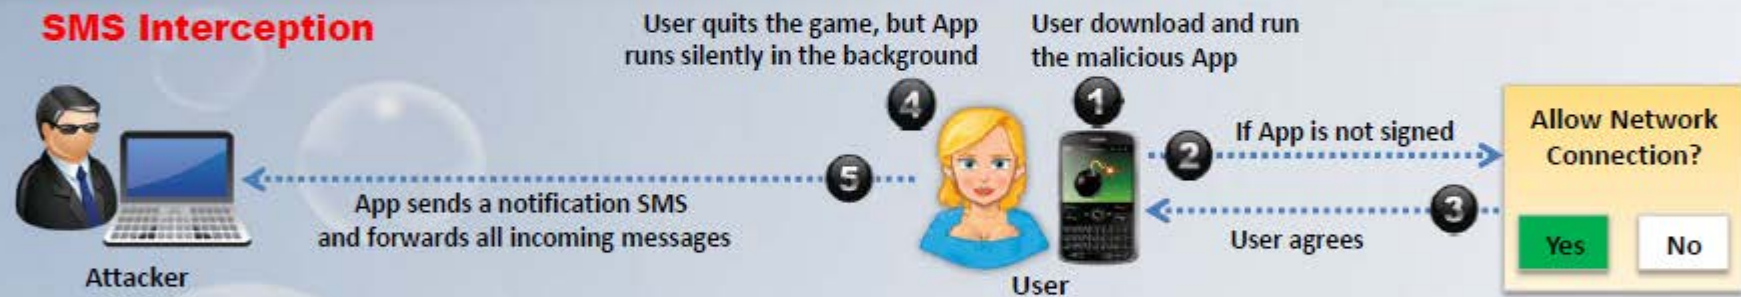 SMS Interception
User quits the game, but App
runs silently in the background
User download and run
the malicious App
4
1
If App is not signed
2
Allow Network
Connection?
5
App sends a notification SMS
and forwards all incoming messages
3
User agrees
Yes
No
Attacker
User